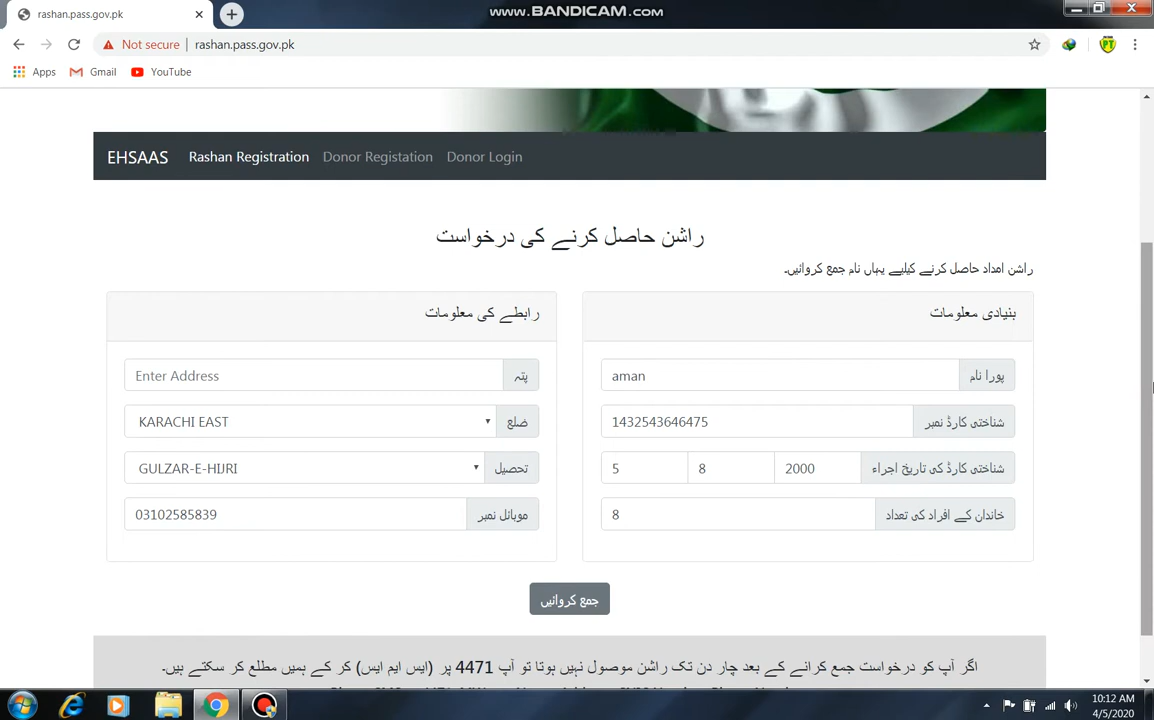 www.BANDICAM.com
rashan.pass.gov.pk
Not secure
rashan.pass.gov.pk
Apps
Gmail
YouTube
EHSAAS
Rashan Registration
Donor Registation
Donor Login
راشن حاصل کرنے کی درخواست
راشن امداد حاصل کرنے کیلیے یہاں نام جمع کروائیں۔
بنیادی معلومات
پورا نام
aman
شناختی کارڈ نمبر
1432543646475
شناختی کارڈ کی تاریخ اجراء
5
8
2000
خاندان کے افراد کی تعداد
8
رابطے کی معلومات
پتہ
Enter Address
ضلع
KARACHI EAST
تحصیل
GULZAR-E-HIJRI
موبائل نمبر
03102585839
جمع کروائیں
اگر آپ کو درخواست جمع کرانے کے بعد چار دن تک راشن موصول نہیں ہوتا تو آپ 4471 پر (ایس ایم ایس) کر کے ہمیں مطلع کر سکتے ہیں۔
10:12 AM
4/5/2020